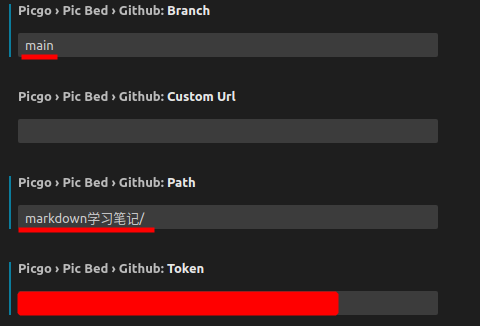 Picgo › Pic Bed › Github: Branch
main
Picgo › Pic Bed › Github: Custom Url
Picgo › Pic Bed › Github: Path
markdown学习笔记/
Picgo › Pic Bed › Github: Token